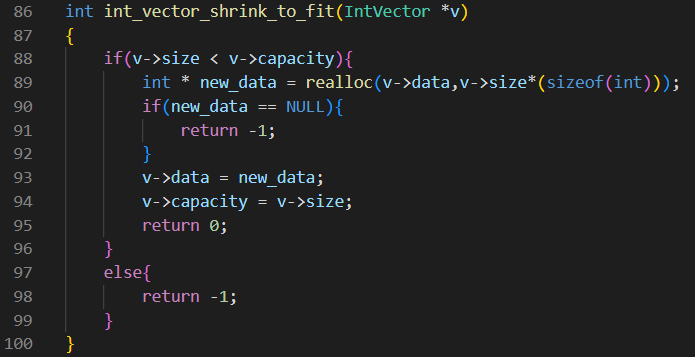 86 int int_vector_shrink_to_fit(IntVector *v)
87 {
88     if(v->size < v->capacity){
89         int * new_data = realloc(v->data,v->size*(sizeof(int)));
90         if(new_data == NULL){
91             return -1;
92         }
93         v->data = new_data;
94         v->capacity = v->size;
95         return 0;
96     }
97     else{
98         return -1;
99     }
100 }